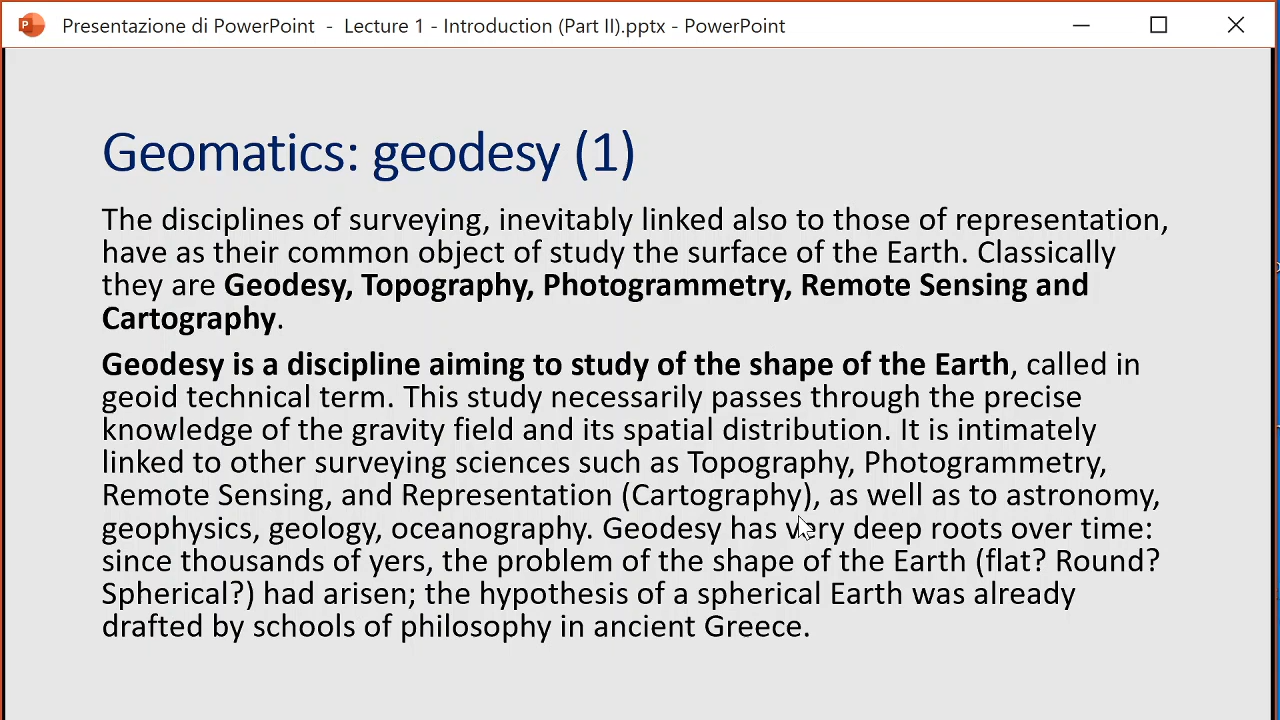 Presentazione di PowerPoint - Lecture 1 - Introduction (Part II).pptx - PowerPoint
Geomatics: geodesy (1)
The disciplines of surveying, inevitably linked also to those of representation,
have as their common object of study the surface of the Earth. Classically
they are Geodesy, Topography, Photogrammetry, Remote Sensing and
Cartography.
Geodesy is a discipline aiming to study of the shape of the Earth, called in
geoid technical term. This study necessarily passes through the precise
knowledge of the gravity field and its spatial distribution. It is intimately
linked to other surveying sciences such as Topography, Photogrammetry,
Remote Sensing, and Representation (Cartography), as well as to astronomy,
geophysics, geology, oceanography. Geodesy has very deep roots over time:
since thousands of yers, the problem of the shape of the Earth (flat? Round?
Spherical?) had arisen; the hypothesis of a spherical Earth was already
drafted by schools of philosophy in ancient Greece.